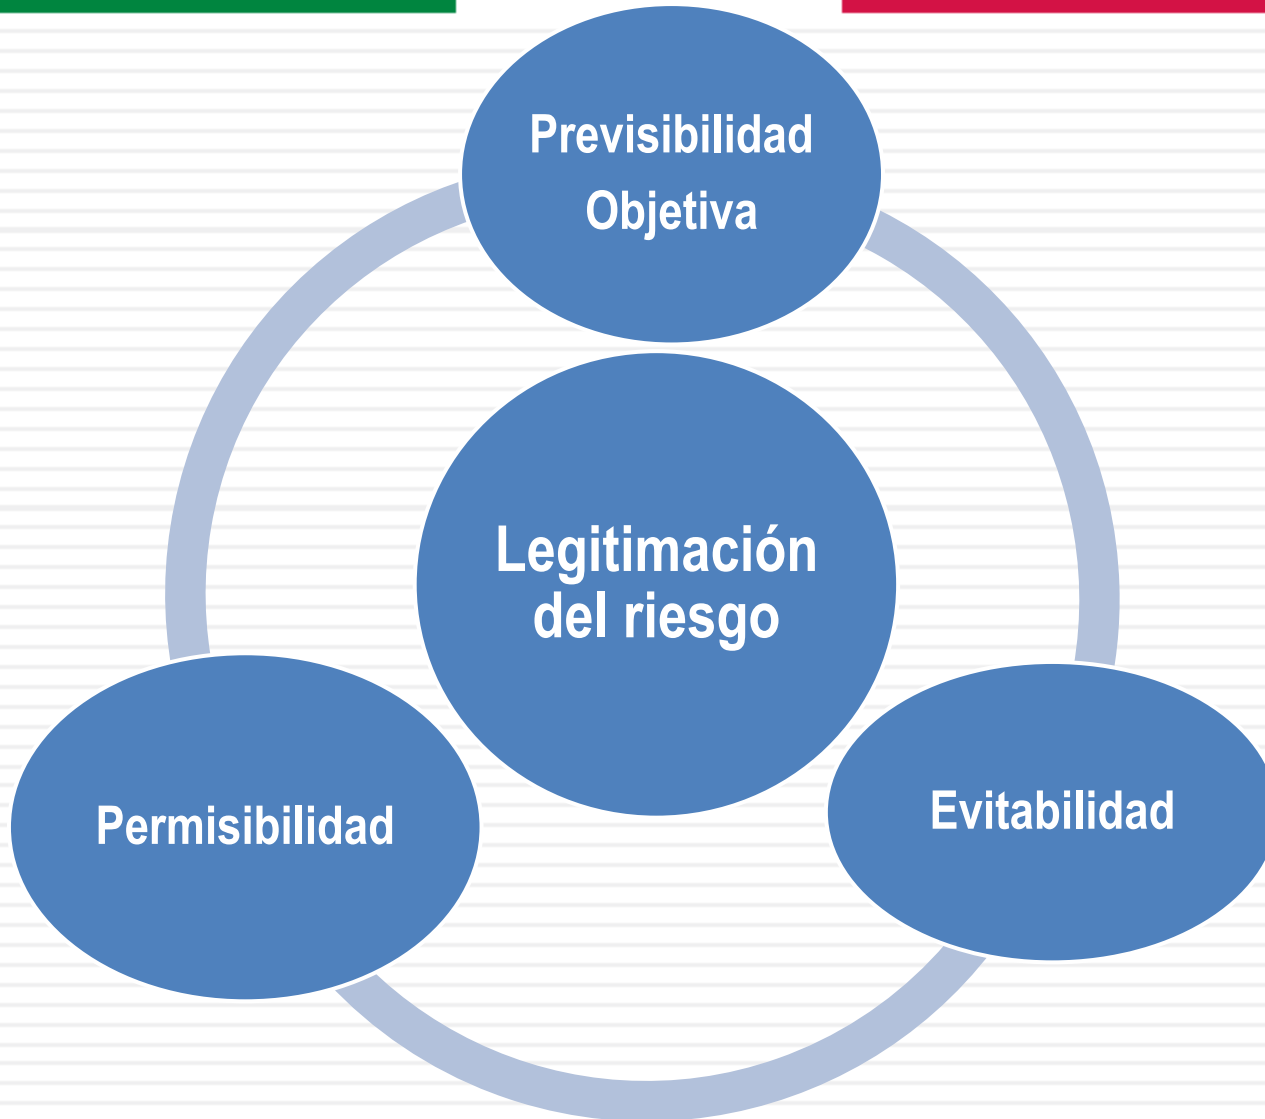 Previsibilidad
Objetiva
Legitimación
del riesgo
Permisibilidad
Evitabilidad